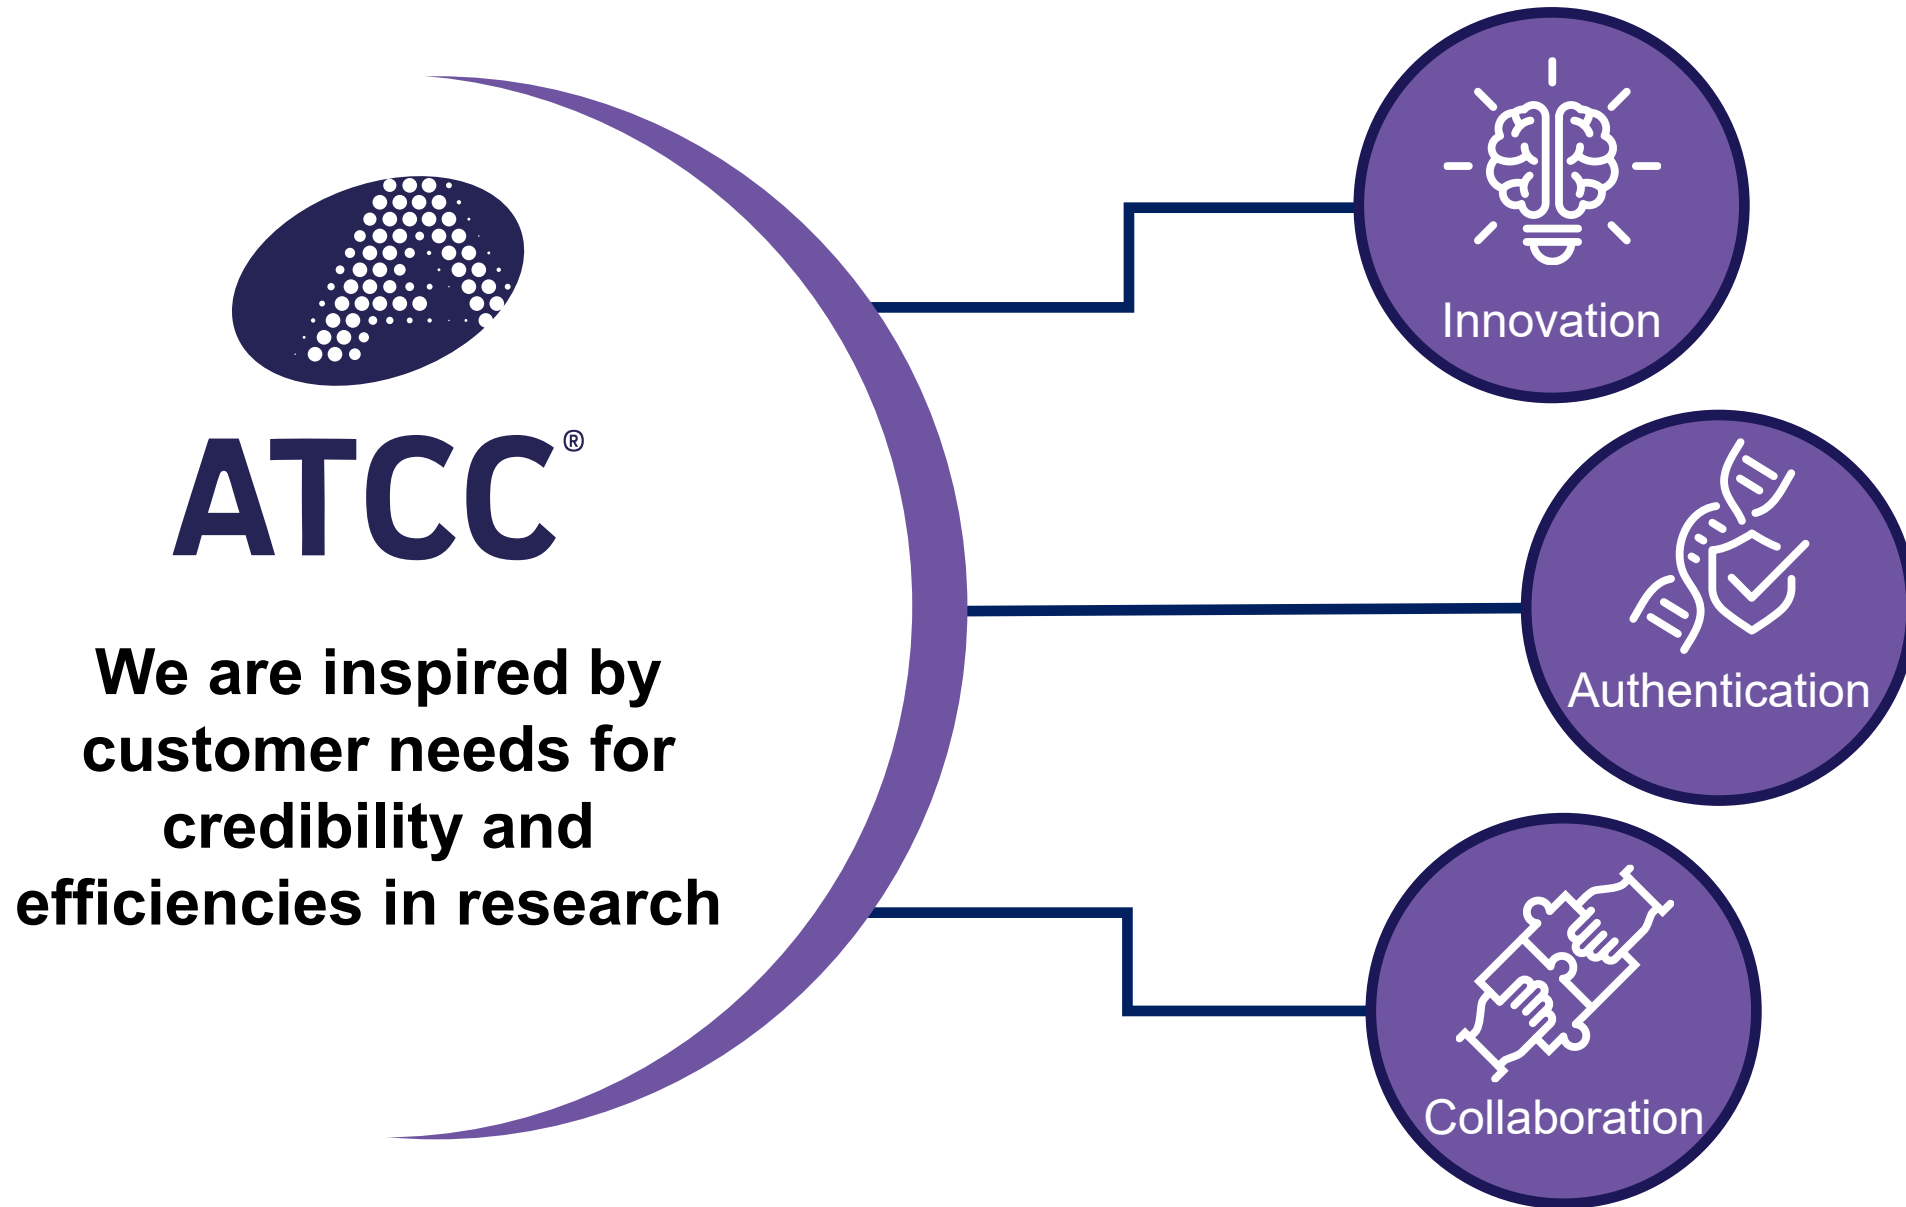 ATCC®
We are inspired by
customer needs for
credibility and
efficiencies in research
Innovation
Authentication
Collaboration